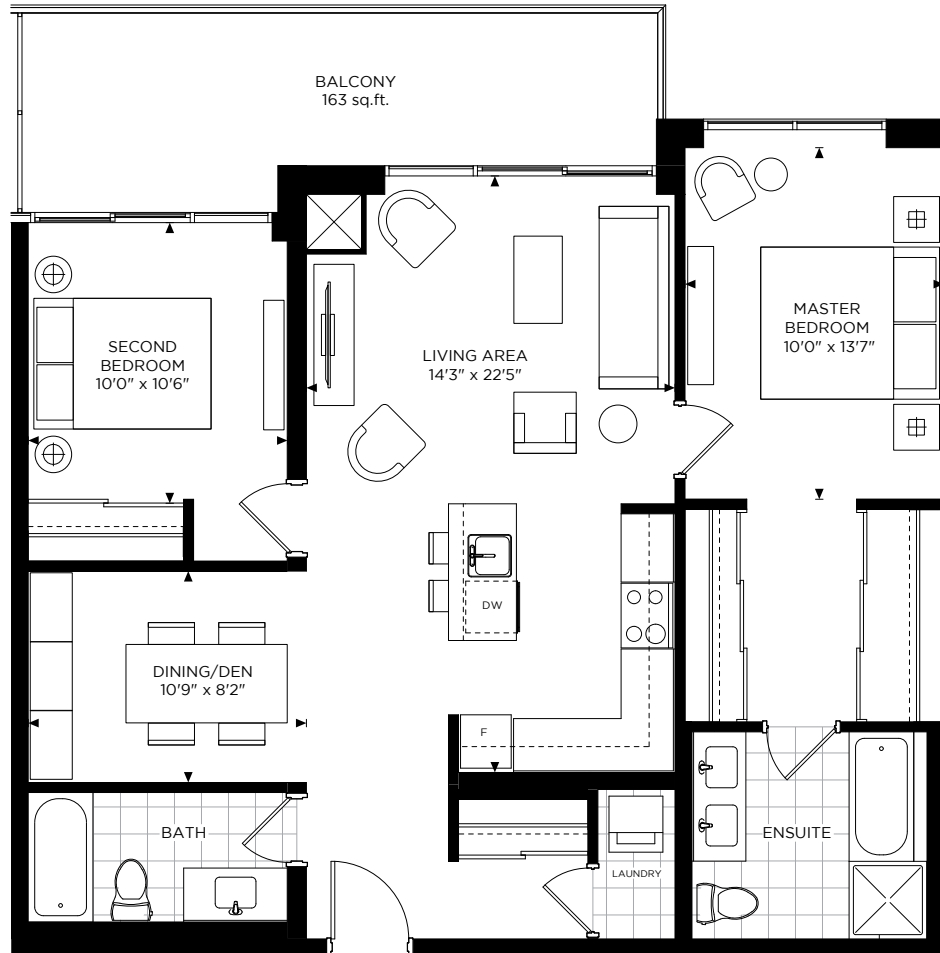 BALCONY
163 sq.ft.
SECOND
BEDROOM
10'0" x 10'6"
LIVING AREA
14'3" x 22'5"
MASTER
BEDROOM
10'0" x 13'7"
DW
DINING/DEN
10'9" x 8'2"
F
BATH
LAUNDRY
ENSUITE